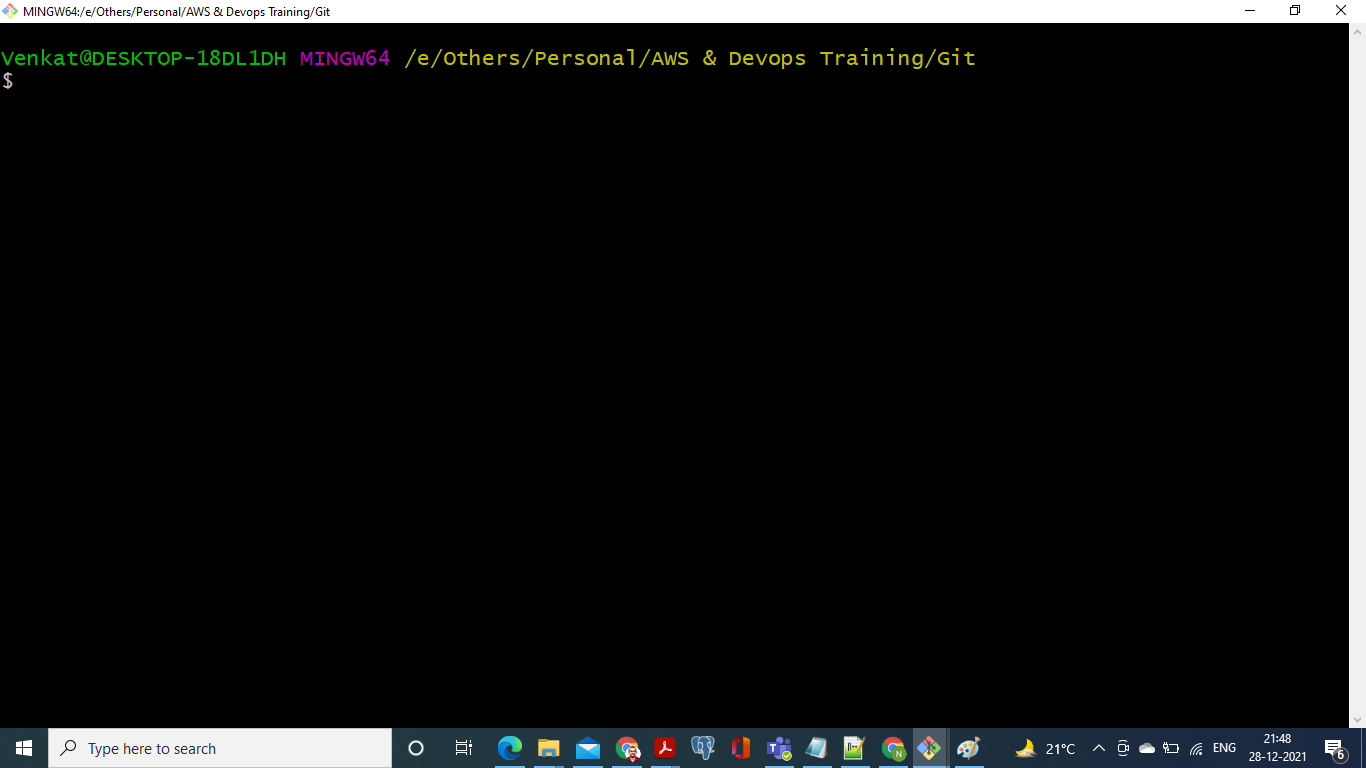 MINGW64:/e/Others/Personal/AWS & Devops Training/Git
Venkat@DESKTOP-18DL1DH MINGW64 /e/Others/Personal/AWS & Devops Training/Git
$
Type here to search
21°C
ENG
21:48
28-12-2021
6
N